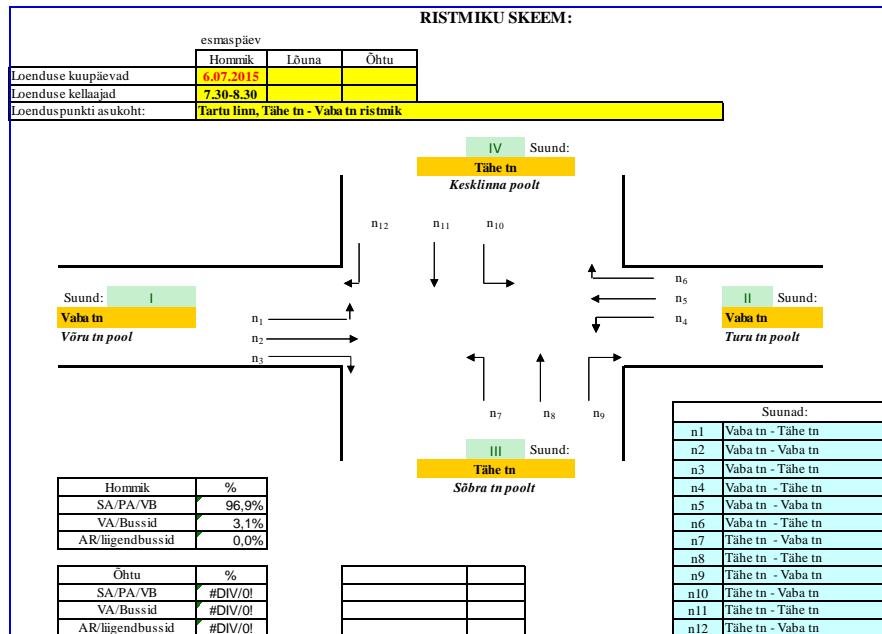 RISTMIKU SKEEM:
esmaspäev
Hommik Lõuna Õhtu
Loenduse kuupäevad 6.07.2015
Loenduse kellaajad 7.30-8.30
Loenduspunkti asukoht: Tartu linn, Tähe tn - Vaba tn ristmik
IV Suund:
Tähe tn
Kesklinna poolt
n12 n11 n10
n6
Suund: I
n5
II Suund:
Vaba tn
n1
n4
Vaba tn
Võru tn pool
n2
Turu tn poolt
n3
n7 n8 n9
Suunad:
n1 Vaba tn - Tähe tn
n2 Vaba tn - Vaba tn
n3 Vaba tn - Tähe tn
n4 Vaba tn - Tähe tn
n5 Vaba tn - Vaba tn
n6 Vaba tn - Tähe tn
n7 Tähe tn - Vaba tn
n8 Tähe tn - Tähe tn
n9 Tähe tn - Vaba tn
n10 Tähe tn - Vaba tn
n11 Tähe tn - Tähe tn
n12 Tähe tn - Vaba tn
III Suund:
Tähe tn
Sõbra tn poolt
Hommik %
SA/PA/VB 96,9%
VA/Bussid 3,1%
AR/liigendbussid 0,0%
Õhtu %
SA/PA/VB #DIV/0!
VA/Bussid #DIV/0!
AR/liigendbussid #DIV/0!